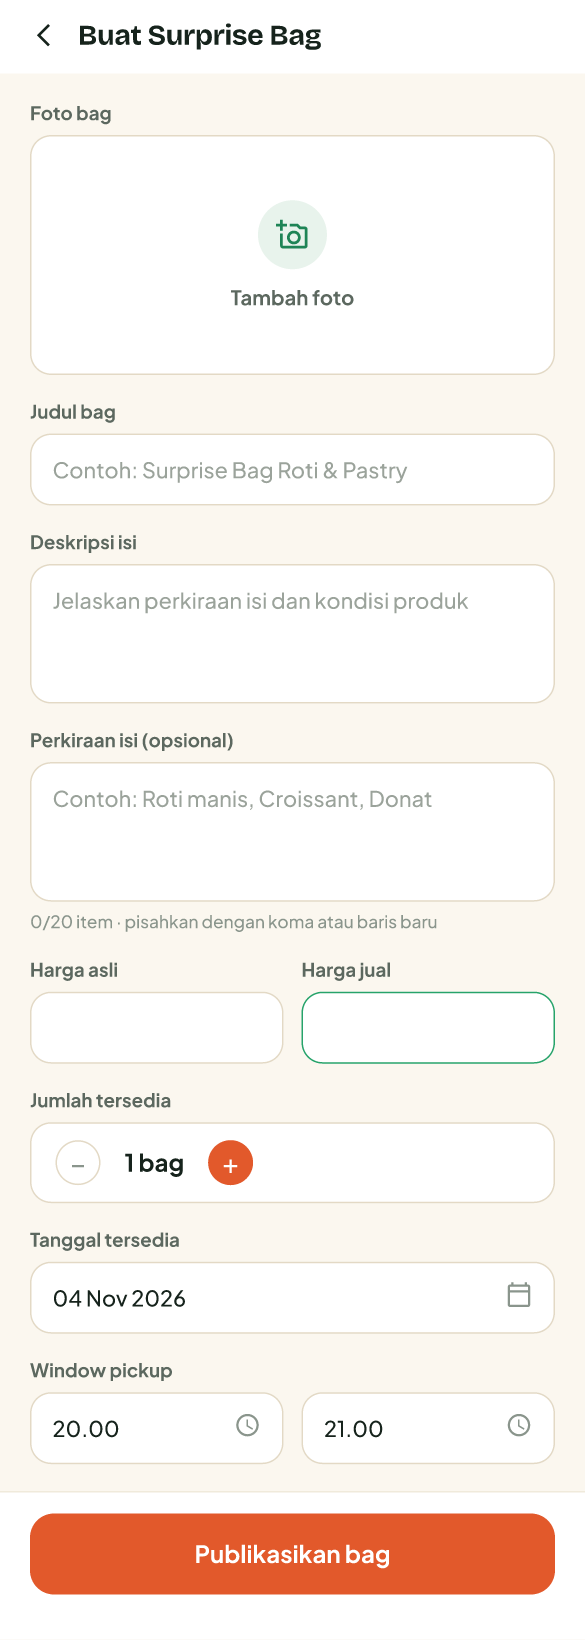 Buat Surprise Bag
Foto bag
Tambah foto
Judul bag
Contoh: Surprise Bag Roti & Pastry
Deskripsi isi
Jelaskan perkiraan isi dan kondisi produk
Perkiraan isi (opsional)
Contoh: Roti manis, Croissant, Donat
0/20 item · pisahkan dengan koma atau baris baru
Harga asli
Harga jual
Jumlah tersedia
– 1 bag +
Tanggal tersedia
04 Nov 2026
Window pickup
20.00
21.00
Publikasikan bag